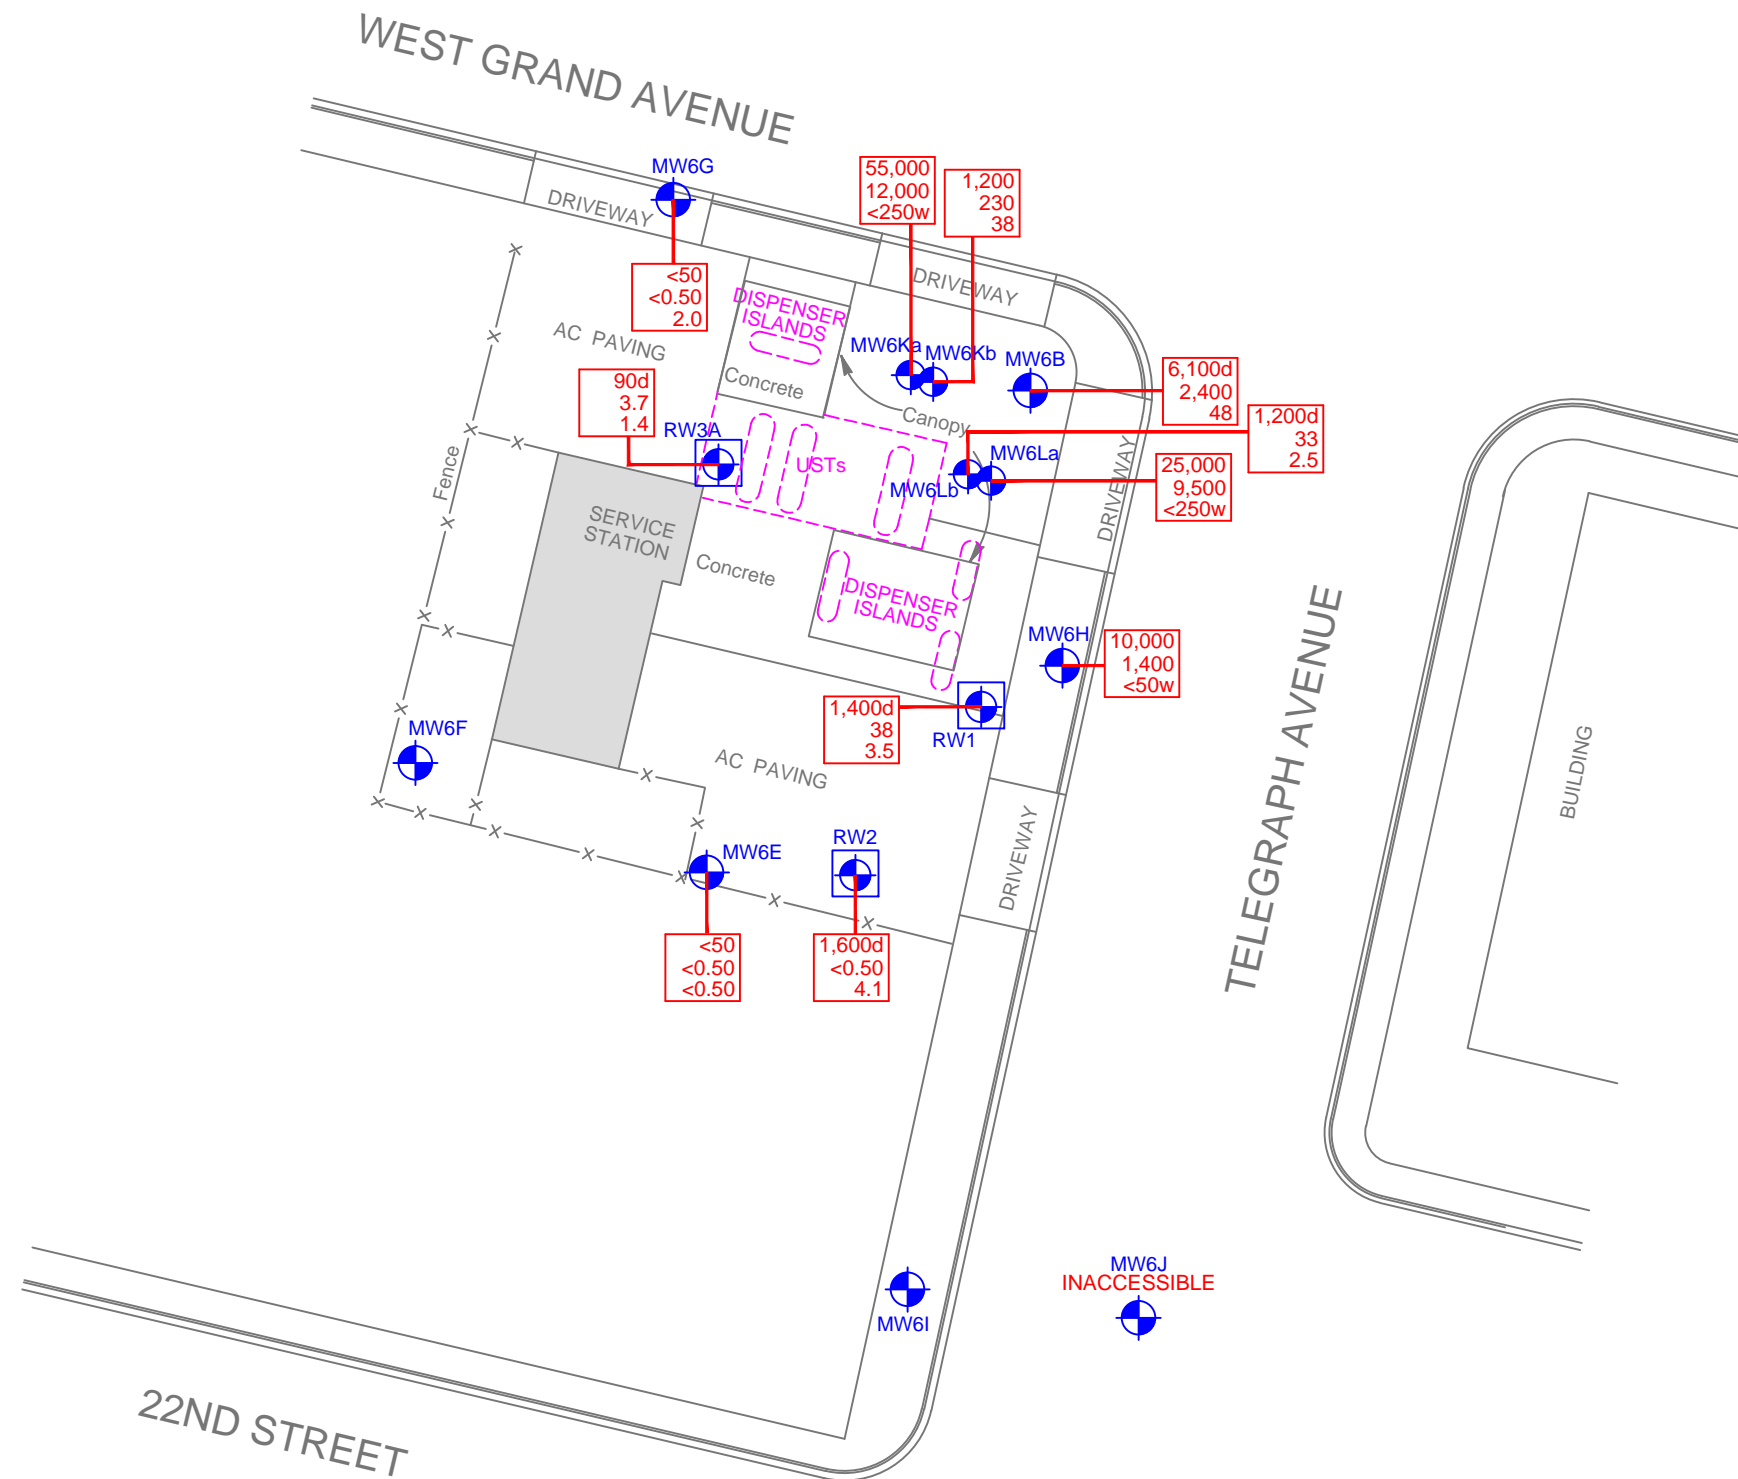 WEST GRAND AVENUE
MW6G
DRIVEWAY
<50
<0.50
2.0
55,000
12,000
<250w
1,200
230
38
DRIVEWAY
DISPENSER
ISLANDS
AC PAVING
Concrete
MW6Ka
MW6Kb
MW6B
6,100d
2,400
48
90d
3.7
1.4
RW3A
Canopy
1,200d
33
2.5
MW6La
25,000
9,500
<250w
USTs
MW6Lb
DRIVEWAY
Fence
SERVICE
STATION
Concrete
DISPENSER
ISLANDS
MW6H
10,000
1,400
<50w
1,400d
38
3.5
RW1
MW6F
AC PAVING
TELEGRAPH AVENUE
BUILDING
DRIVEWAY
MW6E
RW2
<50
<0.50
<0.50
1,600d
<0.50
4.1
MW6I
MW6J
INACCESSIBLE
22ND STREET